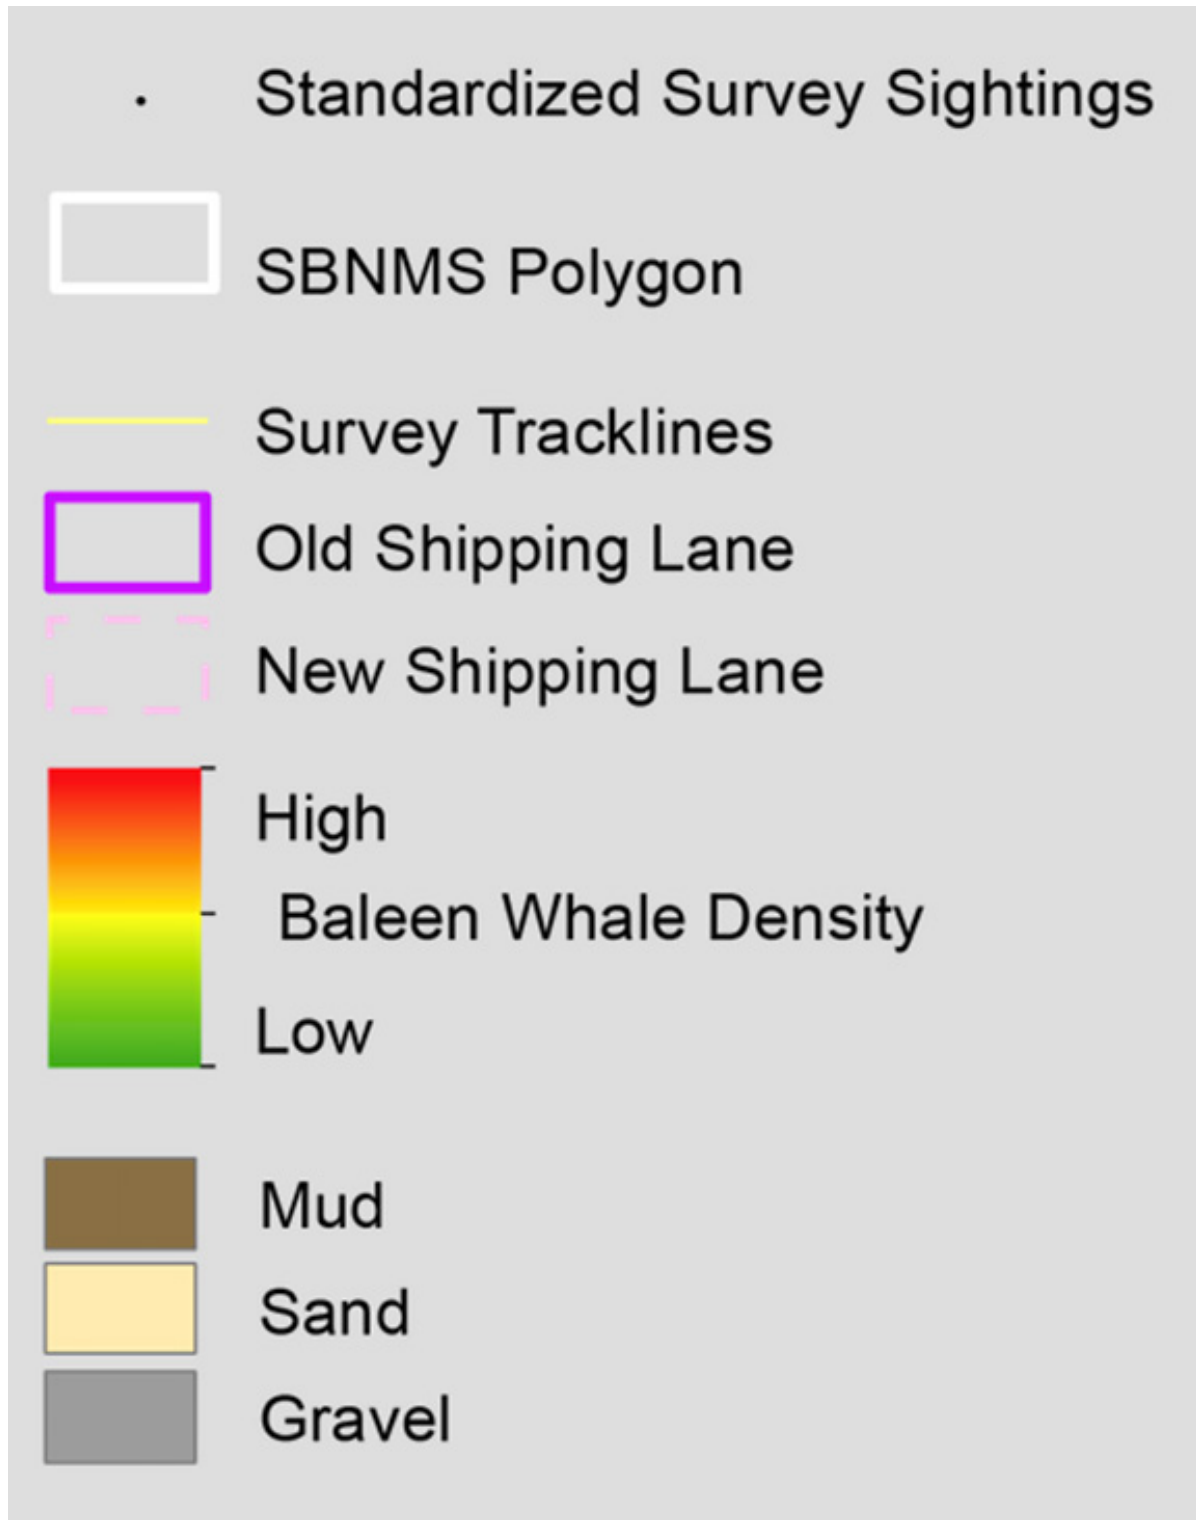 Standardized Survey Sightings
SBNMS Polygon
Survey Tracklines
Old Shipping Lane
New Shipping Lane
High
Baleen Whale Density
Low
Mud
Sand
Gravel